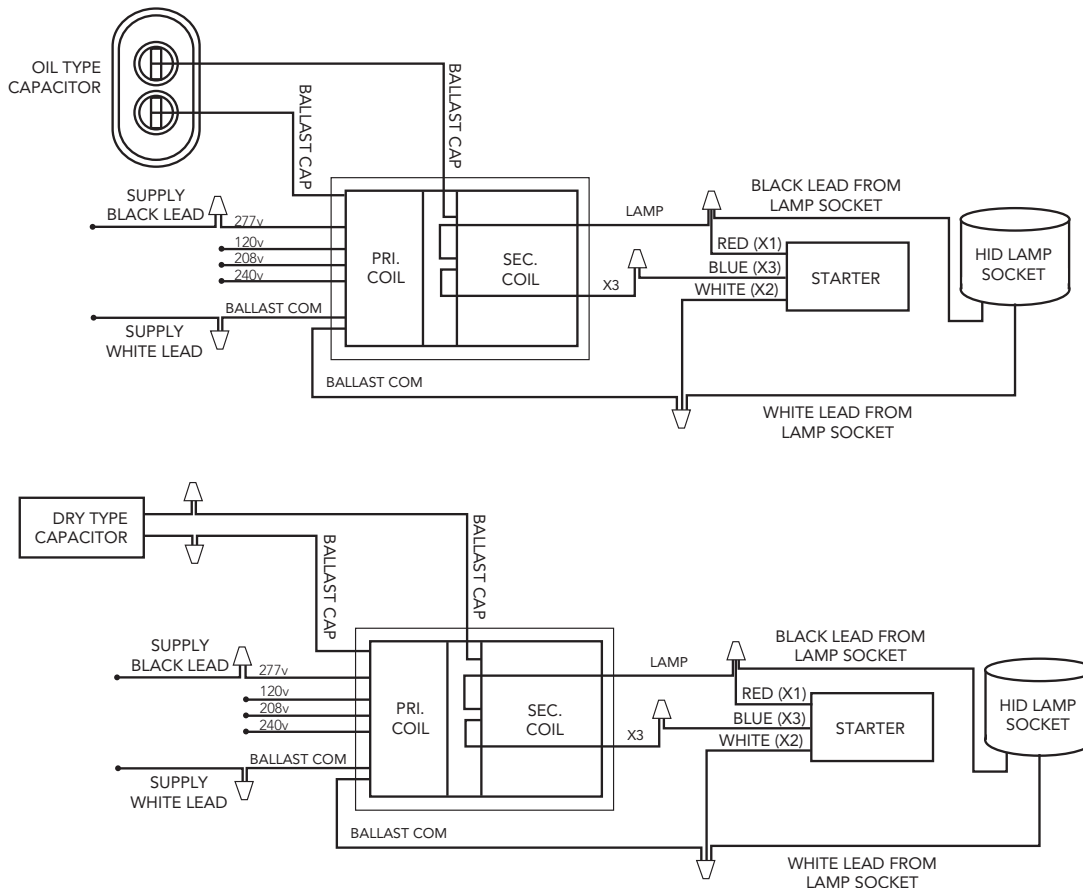 OIL TYPE
CAPACITOR
BALLAST CAP
BALLAST CAP
SUPPLY
BLACK LEAD
277v
120v
208v
240v
BALLAST COM
SUPPLY
WHITE LEAD
PRI.
COIL
SEC.
COIL
LAMP
X3
BLACK LEAD FROM
LAMP SOCKET
RED (X1)
BLUE (X3)
WHITE (X2)
STARTER
HID LAMP
SOCKET
BALLAST COM
WHITE LEAD FROM
LAMP SOCKET
DRY TYPE
CAPACITOR
BALLAST CAP
BALLAST CAP
SUPPLY
BLACK LEAD
277v
120v
208v
240v
BALLAST COM
SUPPLY
WHITE LEAD
PRI.
COIL
SEC.
COIL
LAMP
X3
BLACK LEAD FROM
LAMP SOCKET
RED (X1)
BLUE (X3)
WHITE (X2)
STARTER
HID LAMP
SOCKET
BALLAST COM
WHITE LEAD FROM
LAMP SOCKET